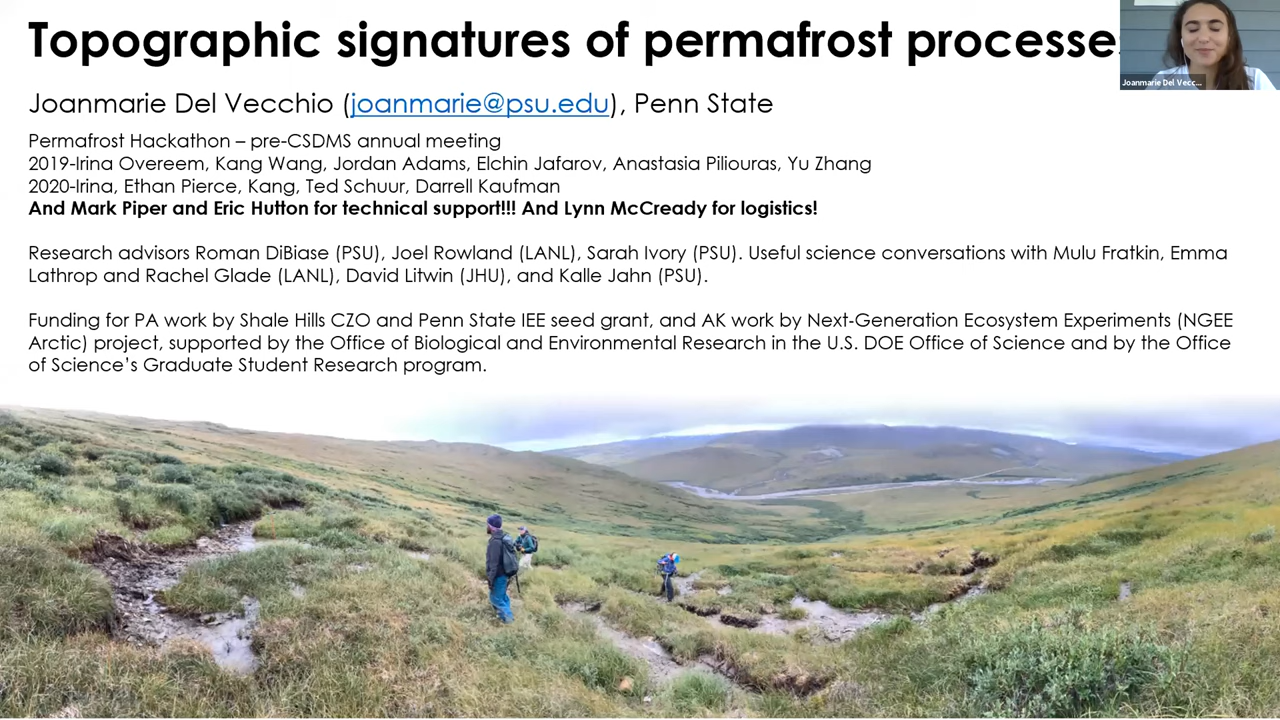 Topographic signatures of permafrost processe
Joanmarie Del Vecc...
Joanmarie Del Vecchio (joanmarie@psu.edu), Penn State
Permafrost Hackathon – pre-CSDMS annual meeting
2019-Irina Overeem, Kang Wang, Jordan Adams, Elchin Jafarov, Anastasia Piliouras, Yu Zhang
2020-Irina, Ethan Pierce, Kang, Ted Schuur, Darrell Kaufman
And Mark Piper and Eric Hutton for technical support!!! And Lynn McCready for logistics!
Research advisors Roman DiBiase (PSU), Joel Rowland (LANL), Sarah Ivory (PSU). Useful science conversations with Mulu Fratkin, Emma
Lathrop and Rachel Glade (LANL), David Litwin (JHU), and Kalle Jahn (PSU).
Funding for PA work by Shale Hills CZO and Penn State IEE seed grant, and AK work by Next-Generation Ecosystem Experiments (NGEE
Arctic) project, supported by the Office of Biological and Environmental Research in the U.S. DOE Office of Science and by the Office
of Science’s Graduate Student Research program.